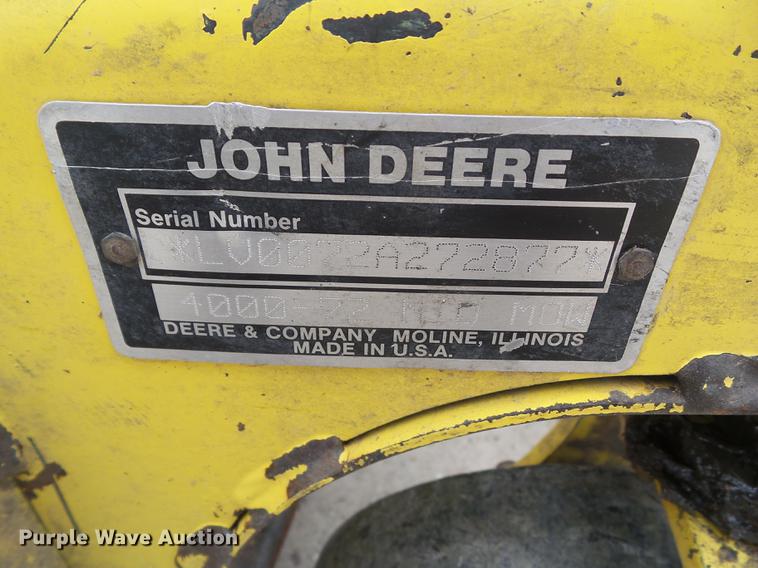 JOHN DEERE
Serial Number
*LV0072A272877*
4000-72 MID MOW
DEERE & COMPANY MOLINE, ILLINOIS
MADE IN U.S.A.
Purple Wave Auction